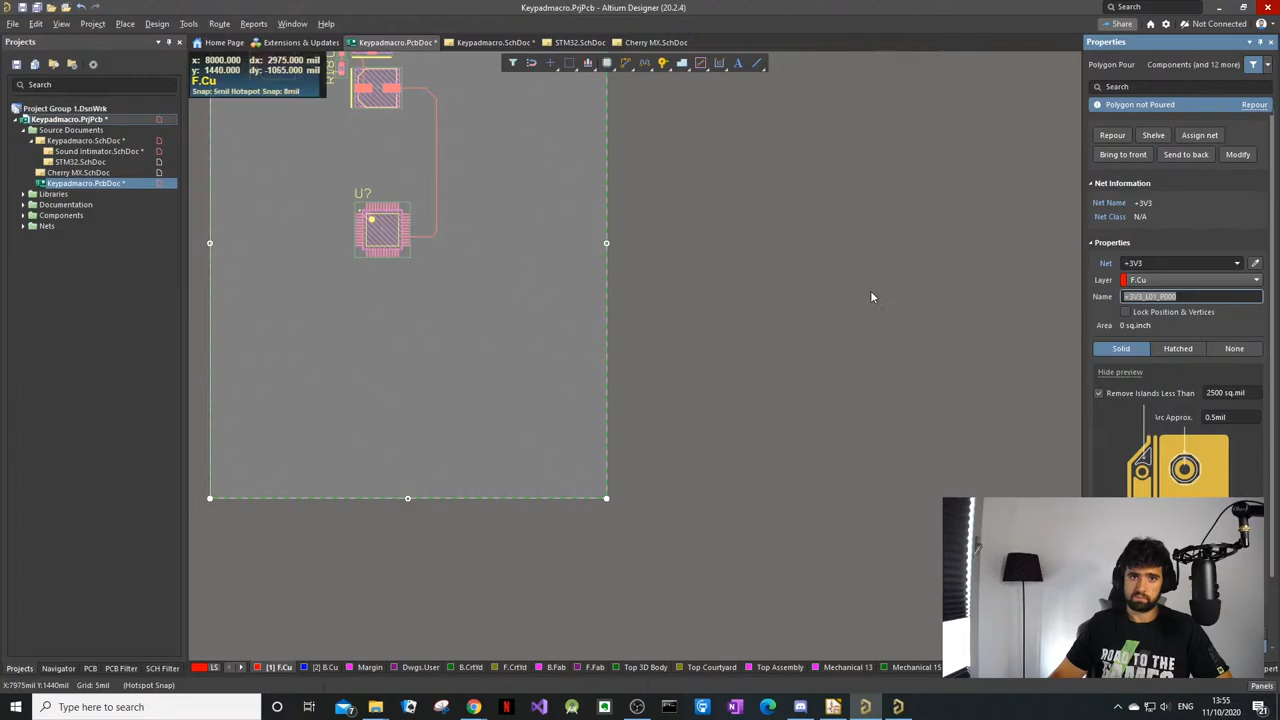 Keypadmacro.PrjPcb - Altium Designer (20.2.4)
Search
File Edit View Project Place Design Tools Route Reports Window Help
Share
Not Connected
Projects
Home Page
Extensions & Updates
Keypadmacro.PcbDoc *
Keypadmacro.SchDoc *
STM32.SchDoc
Cherry MX.SchDoc
Properties
x: 8000.000 dx: 2975.000 mil
y: 1440.000 dy: -1065.000 mil
F.Cu
Snap: 5mil Hotspot Snap: 8mil
Search
Project Group 1.DsnWrk
Keypadmacro.PrjPcb *
Source Documents
Keypadmacro.SchDoc *
Sound Intimator.SchDoc *
STM32.SchDoc
Cherry MX.SchDoc
Keypadmacro.PcbDoc *
Libraries
Documentation
Components
Nets
U?
Polygon Pour
Components (and 12 more)
Search
Polygon not Poured
Repour
Repour
Shelve
Assign net
Bring to front
Send to back
Modify
Net Information
Net Name +3V3
Net Class N/A
Properties
Net +3V3
Layer F.Cu
Name +3V3_L01_P000
Lock Position & Vertices
Area 0 sq.inch
Solid
Hatched
None
Hide preview
Remove Islands Less Than 2500 sq.mil
Arc Approx. 0.5mil
ROAD TO
THE
Projects Navigator PCB PCB Filter SCH Filter
LS
[1] F.Cu
[2] B.Cu
Margin
Dwgs.User
B.CrtYd
F.CrtYd
B.Fab
F.Fab
Top 3D Body
Top Courtyard
Top Assembly
Mechanical 13
Mechanical 15
X:7975mil Y:1440mil Grid: 5mil (Hotspot Snap)
Panels
Type here to search
13:55
11/10/2020